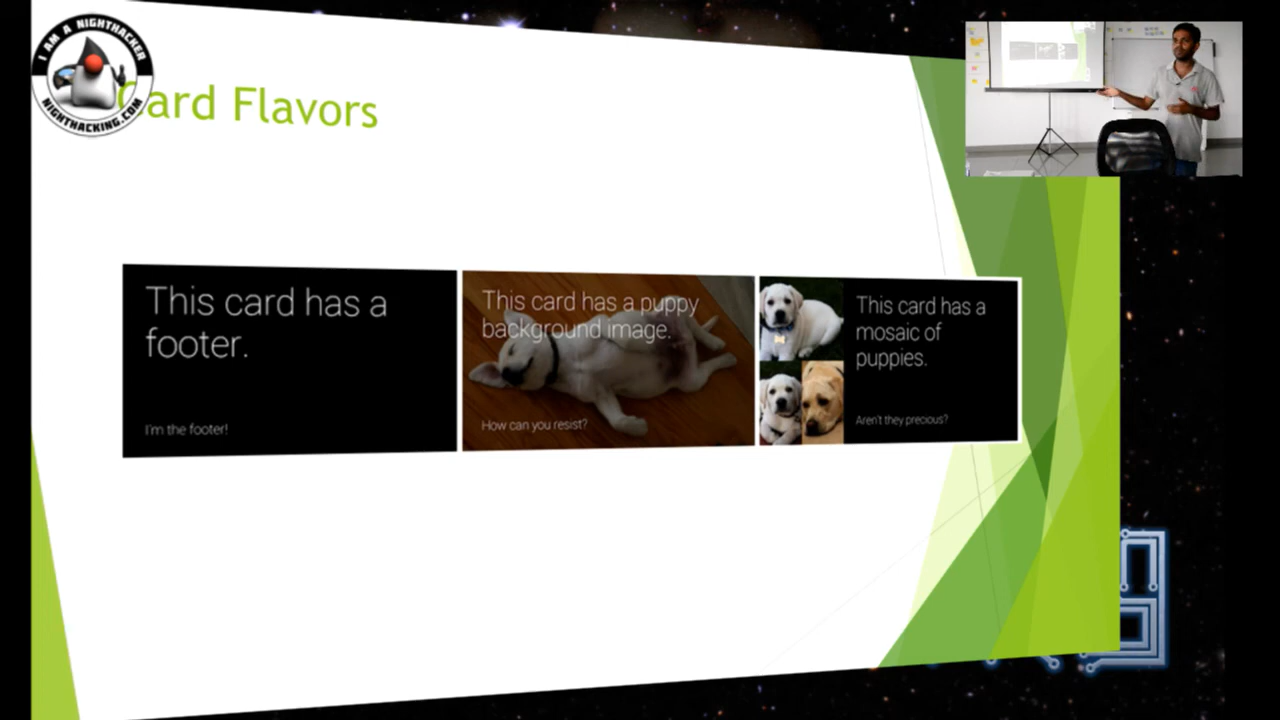 I AM A NIGHTHACKER
NIGHTHACKING.COM
Card Flavors
This card has a
footer.
I'm the footer!
This card has a puppy
background image.
How can you resist?
This card has a
mosaic of
puppies.
Aren't they precious?